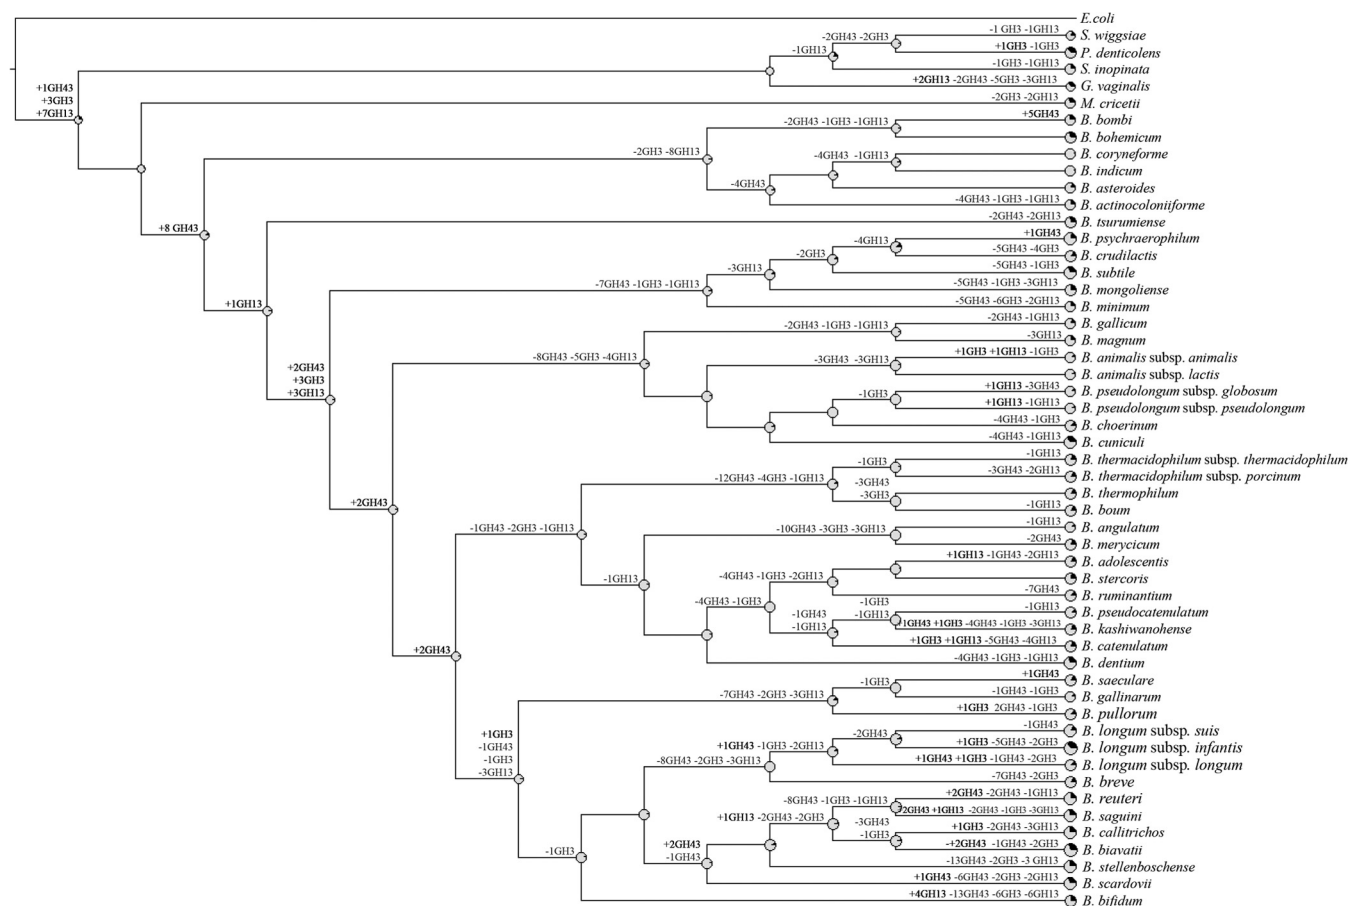 E.coli
-1 GH3 -1GH13
S. wiggsiae
-2GH43 -2GH3
+1GH3 -1GH3
P. denticolens
-1GH13
-1GH3 -1GH13
S. inopinata
+2GH13 -2GH43 -5GH3 -3GH13
G. vaginalis
+1GH43
+3GH3
+7GH13
-2GH3 -2GH13
M. cricetii
+5GH43
B. bombi
-2GH43 -1GH3 -1GH13
B. bohemicum
-2GH3 -8GH13
B. coryneforme
-4GH43 -1GH13
B. indicum
-4GH43
B. asteroides
-4GH43 -1GH3 -1GH13
B. actinocoloniiforme
+8 GH43
-2GH43 -2GH13
B. tsurumiense
+1GH43
B. psychraerophilum
-4GH13
-5GH43 -4GH3
B. crudilactis
-2GH3
-5GH43 -1GH3
B. subtile
-3GH13
-5GH43 -1GH3 -3GH13
B. mongoliense
-7GH43 -1GH3 -1GH13
-5GH43 -6GH3 -2GH13
B. minimum
+1GH13
-2GH43 -1GH13
B. gallicum
-2GH43 -1GH3 -1GH13
-3GH13
B. magnum
-8GH43 -5GH3 -4GH13
+1GH3 +1GH13 -1GH3
B. animalis subsp. animalis
-3GH43 -3GH13
B. animalis subsp. lactis
+2GH43
+3GH3
+3GH13
+1GH13 -3GH43
B. pseudolongum subsp. globosum
-1GH3
+1GH13 -1GH13
B. pseudolongum subsp. pseudolongum
-4GH43 -1GH3
B. choerinum
-4GH43 -1GH13
B. cuniculi
-1GH13
B. thermacidophilum subsp. thermacidophilum
-1GH3
-3GH43 -2GH13
B. thermacidophilum subsp. porcinum
-12GH43 -4GH3 -1GH13
-3GH43
-3GH3
B. thermophilum
-1GH13
B. boum
+2GH43
-1GH43 -2GH3 -1GH13
-1GH13
B. angulatum
-10GH43 -3GH3 -3GH13
-2GH43
B. merycicum
+1GH13 -1GH43 -2GH13
B. adolescentis
-1GH13
-4GH43 -1GH3 -2GH13
B. stercoris
-7GH43
B. ruminantium
-4GH43 -1GH3
-1GH3
-1GH13
-1GH13
B. pseudocatenulatum
-1GH43
-1GH13
+1GH43 +1GH3 -4GH43 -1GH3 -3GH13
B. kashiwanohense
+1GH3 +1GH13 -5GH43 -4GH13
B. catenulatum
-4GH43 -1GH3 -1GH13
B. dentium
+2GH43
+1GH43
B. saeculare
-1GH3
-1GH43 -1GH3
B. gallinarum
-7GH43 -2GH3 -3GH13
+1GH3 2GH43 -1GH3
B. pullorum
+1GH3
-1GH43
-1GH3
-3GH13
-1GH43
B. longum subsp. suis
-2GH43
+1GH3 -5GH43 -2GH3
B. longum subsp. infantis
+1GH43 -1GH3 -2GH13
+1GH43 +1GH3 -1GH43 -2GH3
B. longum subsp. longum
-8GH43 -2GH3 -3GH13
-7GH43 -2GH3
B. breve
+2GH43 -2GH43 -1GH13
B. reuteri
-8GH43 -1GH3 -1GH13
2GH43 +1GH13 -2GH43 -1GH3 -3GH13
B. saguini
+1GH13 -2GH43 -2GH3
-3GH43
-1GH3
+1GH3 -2GH43 -3GH13
B. callitrichos
-+2GH43 -1GH43 -2GH3
B. biavatii
+2GH43
-1GH43
-13GH43 -2GH3 -3 GH13
B. stellenboschense
-1GH3
+1GH43 -6GH43 -2GH3 -2GH13
B. scardovii
+4GH13 -13GH43 -6GH3 -6GH13
B. bifidum